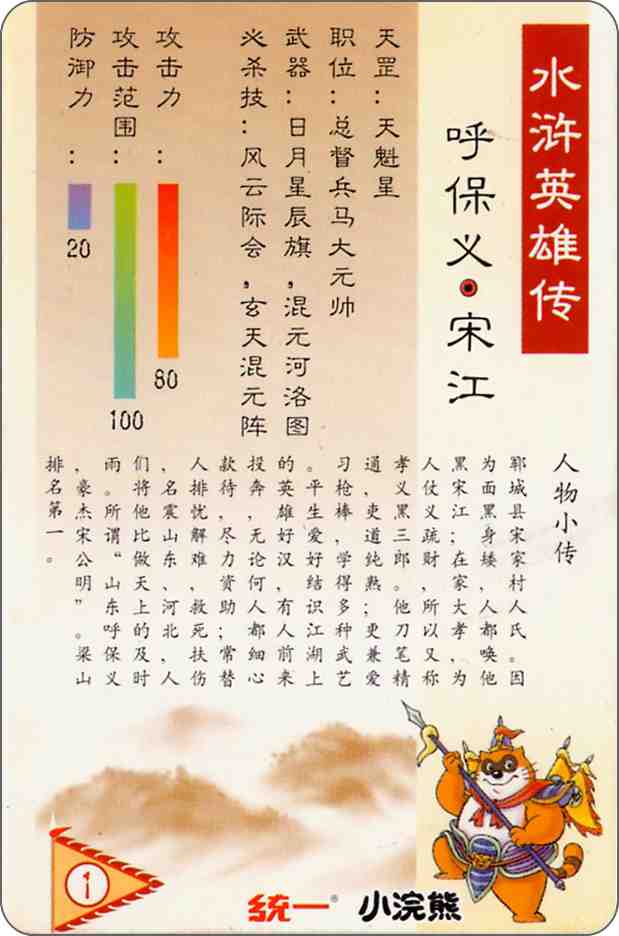 水浒英雄传
呼保义·宋江
天罡：天魁星
职位：总督兵马大元帅
武器：日月星辰旗，混元河洛图
必杀技：风云际会，玄天混元阵
攻击力：
80
攻击范围：
100
防御力：
20
人物小传
郓城县宋家村人氏。因
为面黑身矮，人都唤他
黑宋江；在家大孝，为
人仗义疏财，所以又称
孝义黑三郎。他刀笔精
通，吏道纯熟；更兼爱
习枪棒，学得多种武艺
。平生爱好结识江湖上
的英雄好汉，有人前来
投奔，无论何人都细心
款待，尽力资助；常替
人排忧解难，救死扶伤
，名震山东、河北，人
们将他比做天上的及时
雨。所谓“山东呼保义
，豪杰宋公明”。梁山
排名第一。
1
统一® 小浣熊